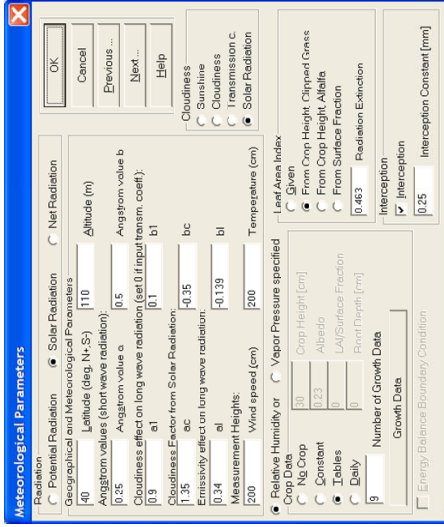 Meteorological Parameters
Radiation
Potential Radiation
Solar Radiation
Net Radiation
Geographical and Meteorological Parameters
40 Latitude (deg. N+,S-) 110 Altitude (m)
Angstrom values (short wave radiation):
0.25 Angstrom value a 0.5 Angstrom value b
Cloudiness effect on long wave radiation (set 0 if input transm. coeff.):
0.9 a1 0.1 b1
Cloudiness Factor from Solar Radiation:
1.35 ac -0.35 bc
Emissivity effect on long wave radiation:
0.34 al -0.139 bl
Measurement Heights:
200 Wind speed (cm) 200 Temperature (cm)
OK
Cancel
Previous...
Next...
Help
Cloudiness
Sunshine
Cloudiness
Transmission c.
Solar Radiation
Relative Humidity or
Vapor Pressure specified
Crop Data
No Crop
Constant
Tables
Daily
30 Crop Height [cm]
0.23 Albedo
0 LAI/Surface Fraction
0 Root Depth [cm]
9 Number of Growth Data
Growth Data
Leaf Area Index
Given
From Crop Height, Clipped Grass
From Crop Height, Alfalfa
From Surface Fraction
0.463 Radiation Extinction
Interception
Interception
0.25 Interception Constant [mm]
Energy Balance Boundary Condition